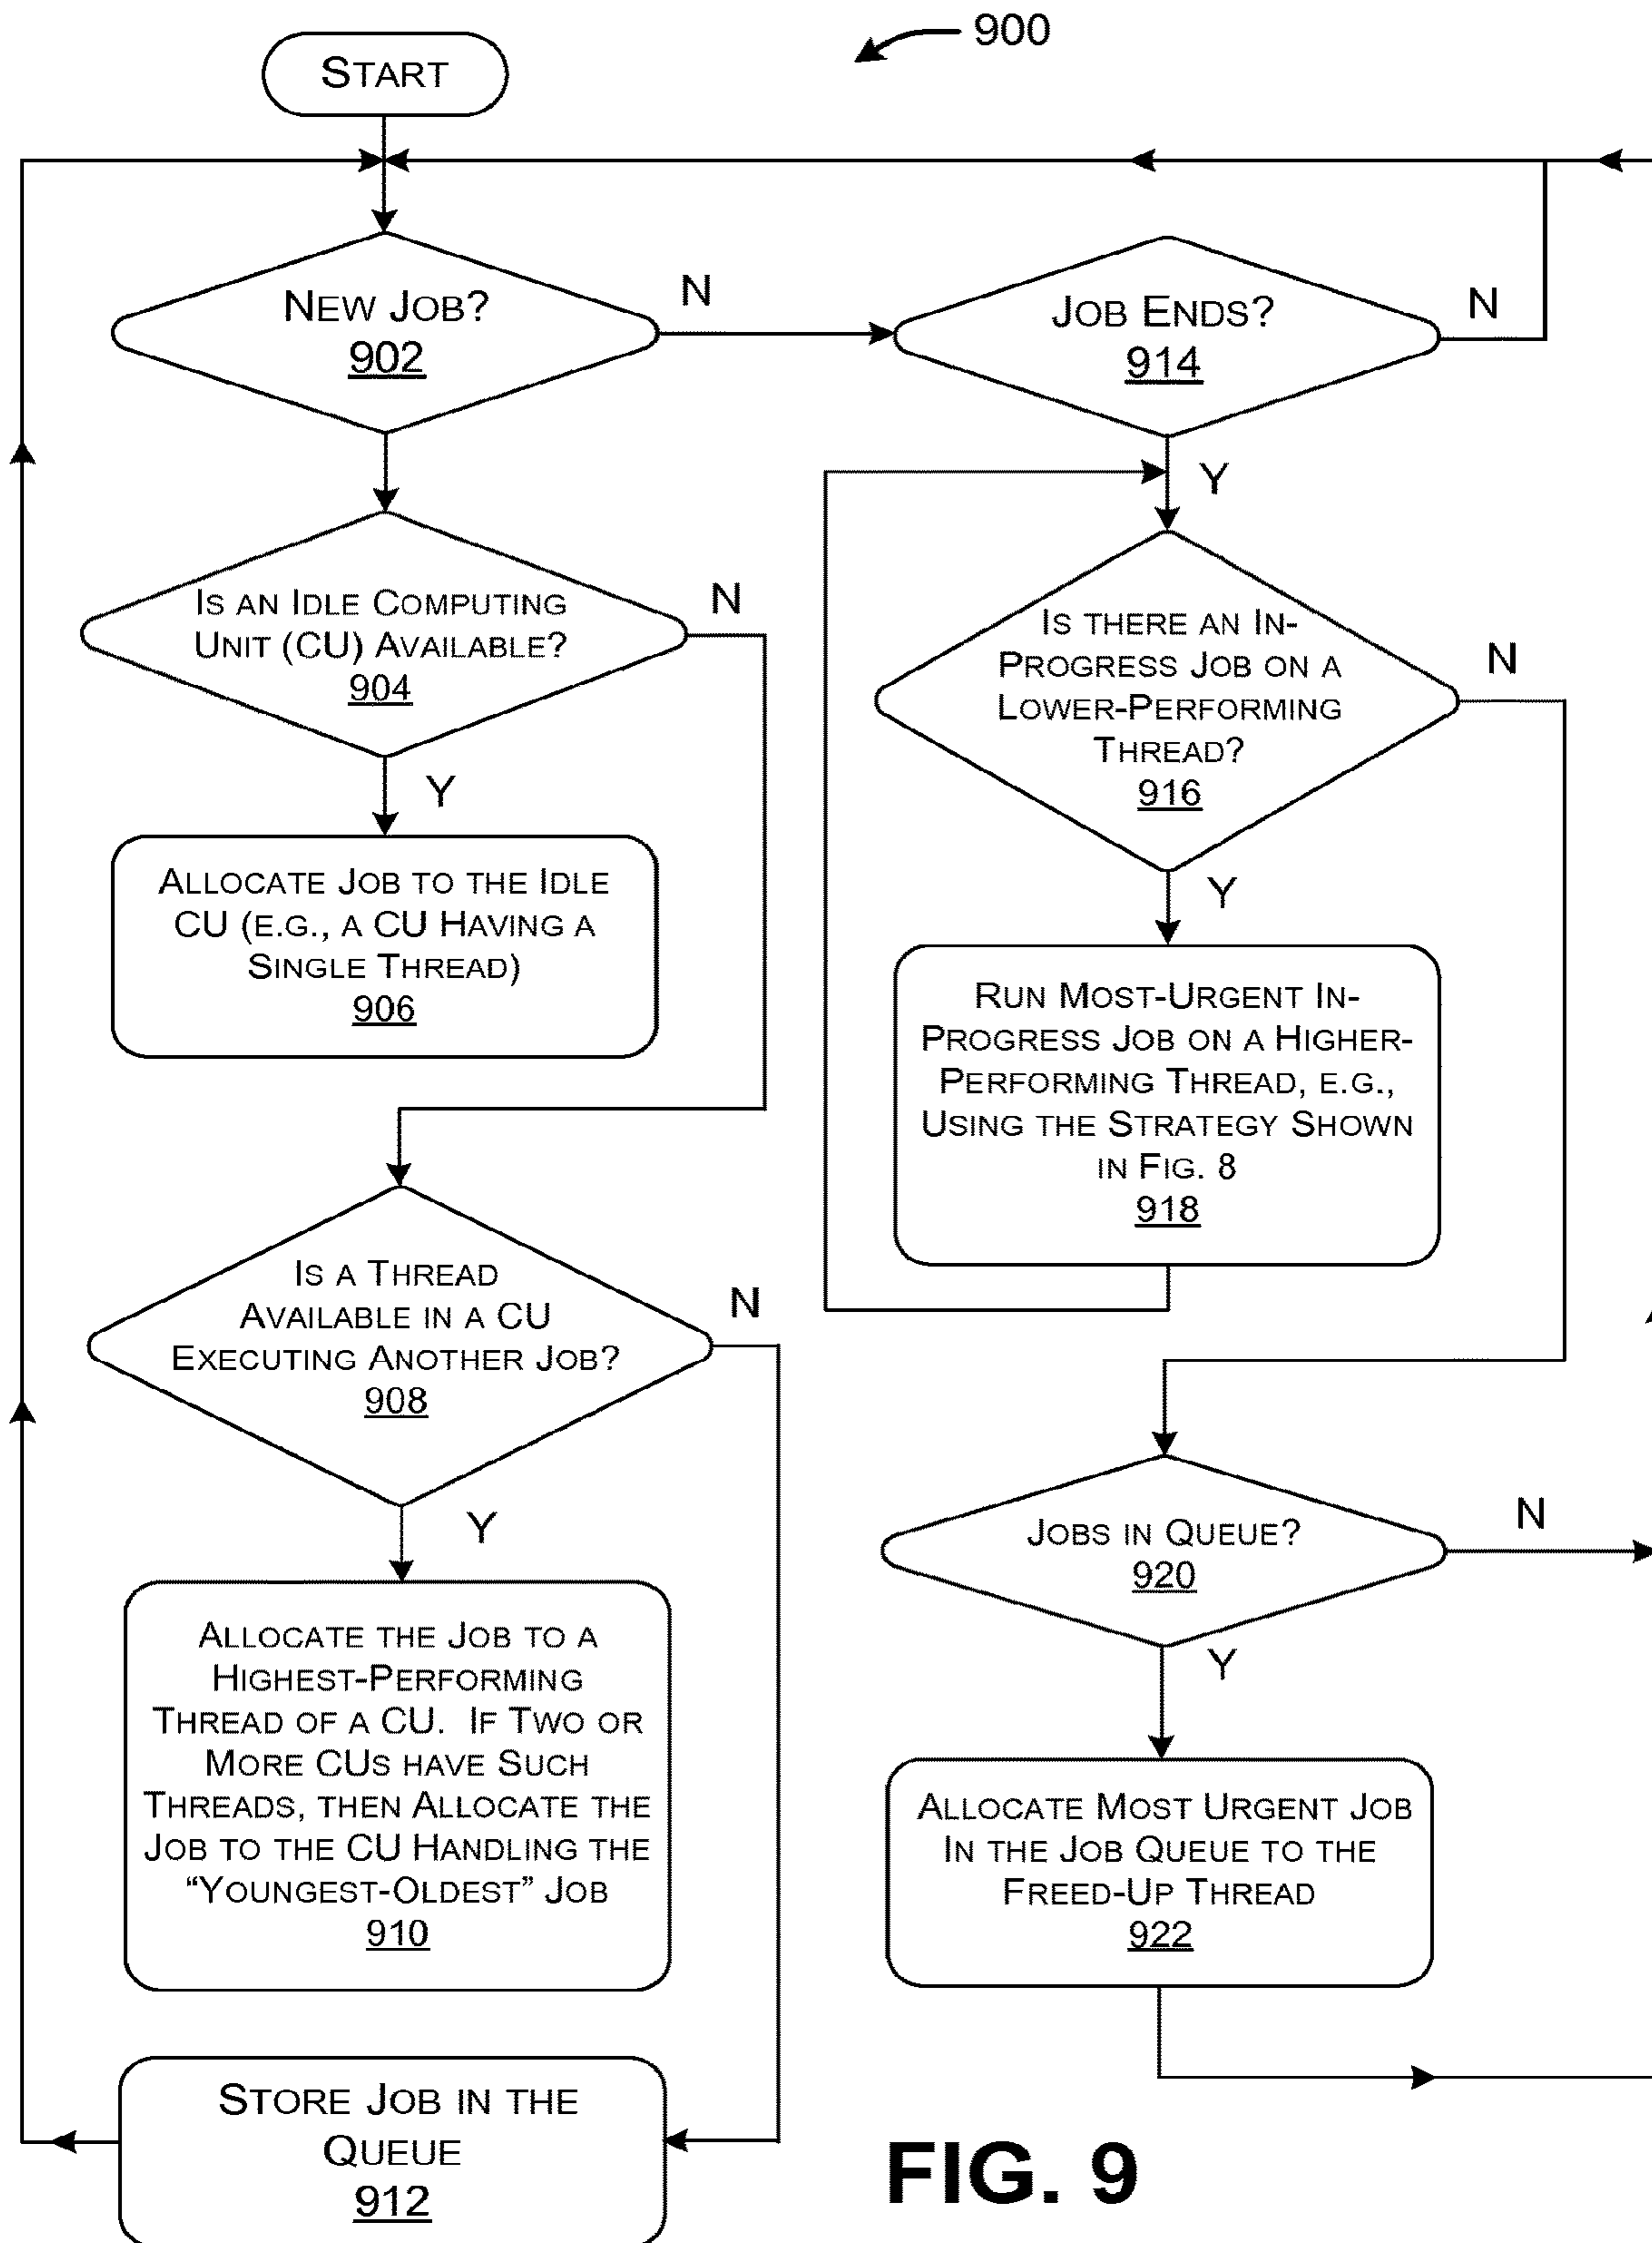 900
START
NEW JOB?
902
N
JOB ENDS?
914
N
Y
IS AN IDLE COMPUTING
UNIT (CU) AVAILABLE?
904
N
Y
ALLOCATE JOB TO THE IDLE
CU (E.G., A CU HAVING A
SINGLE THREAD)
906
IS THERE AN IN-
PROGRESS JOB ON A
LOWER-PERFORMING
THREAD?
916
N
Y
RUN MOST-URGENT IN-
PROGRESS JOB ON A HIGHER-
PERFORMING THREAD, E.G.,
USING THE STRATEGY SHOWN
IN FIG. 8
918
IS A THREAD
AVAILABLE IN A CU
EXECUTING ANOTHER JOB?
908
N
Y
ALLOCATE THE JOB TO A
HIGHEST-PERFORMING
THREAD OF A CU. IF TWO OR
MORE CUS HAVE SUCH
THREADS, THEN ALLOCATE THE
JOB TO THE CU HANDLING THE
“YOUNGEST-OLDEST” JOB
910
JOBS IN QUEUE?
920
N
Y
ALLOCATE MOST URGENT JOB
IN THE JOB QUEUE TO THE
FREED-UP THREAD
922
STORE JOB IN THE
QUEUE
912
FIG. 9